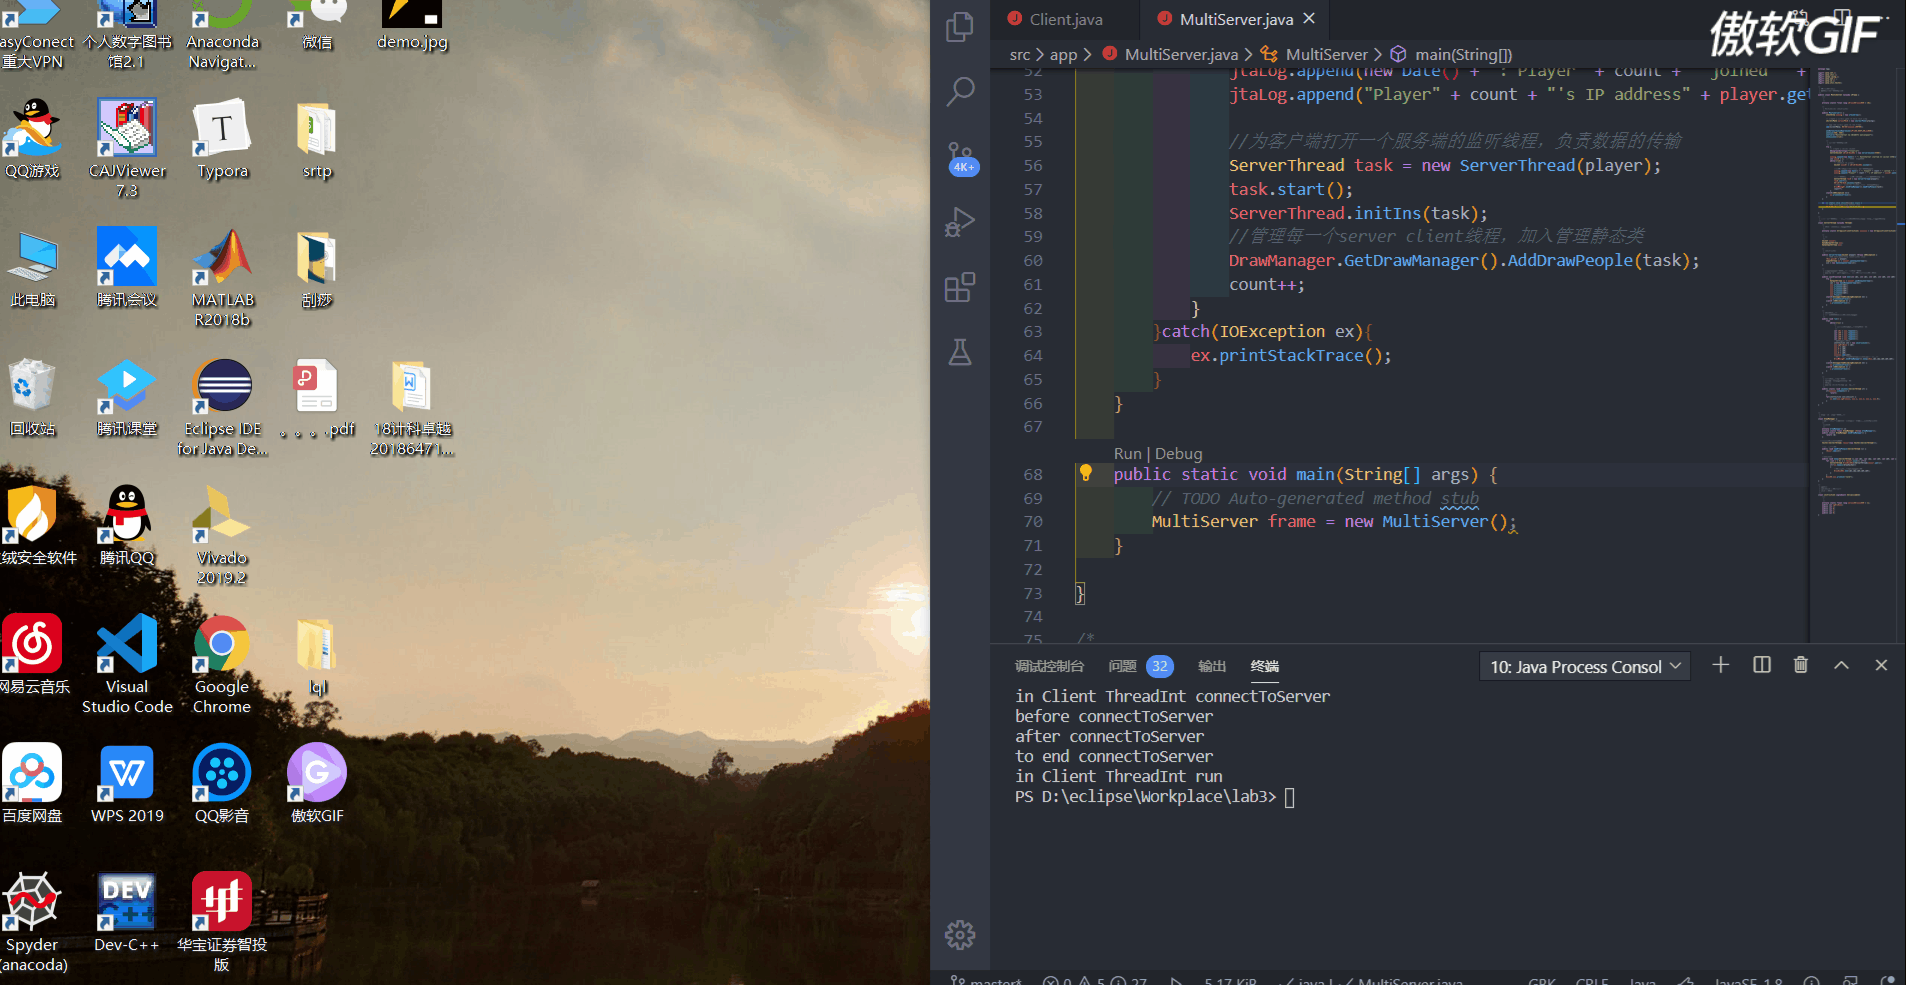 asyConect
重大VPN
个人数字图书
馆2.1
Anaconda
Navigat...
微信
demo.jpg
QQ游戏
CAJViewer
7.3
Typora
srtp
此电脑
腾讯会议
MATLAB
R2018b
刮痧
回收站
腾讯课堂
Eclipse IDE
for Java De...
。。。.pdf
18计科卓越
20186471...
绒安全软件
腾讯QQ
Vivado
2019.2
网易云音乐
Visual
Studio Code
Google
Chrome
lql
百度网盘
WPS 2019
QQ影音
傲软GIF
Spyder
(anacoda)
DEV
C++
Dev-C++
华宝证券智投
版
Client.java
MultiServer.java
傲软GIF
src > app > MultiServer.java > MultiServer > main(String[])
4K+
52 jtaLog.append(new Date() + ": Player " + count + " joined " +
53 jtaLog.append("Player" + count + "'s IP address" + player.get
54
55 //为客户端打开一个服务端的监听线程，负责数据的传输
56 ServerThread task = new ServerThread(player);
57 task.start();
58 ServerThread.initIns(task);
59 //管理每一个server client线程，加入管理静态类
60 DrawManager.GetDrawManager().AddDrawPeople(task);
61 count++;
62 }
63 }catch(IOException ex){
64 ex.printStackTrace();
65 }
66 }
67
Run | Debug
68 public static void main(String[] args) {
69 // TODO Auto-generated method stub
70 MultiServer frame = new MultiServer();
71 }
72
73 }
74
75 /*
调试控制台 问题 32 输出 终端 10: Java Process Consol
in Client ThreadInt connectToServer
before connectToServer
after connectToServer
to end connectToServer
in Client ThreadInt run
PS D:\eclipse\Workplace\lab3>
master* 0 5 27 5.17 KiB java | MultiServer.java GBK CRLF Java JavaSE-1.8